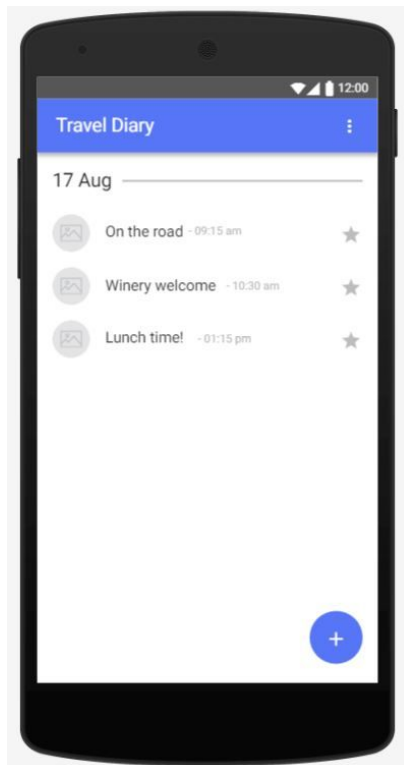 12:00
Travel Diary
17 Aug
On the road - 09:15 am
Winery welcome - 10:30 am
Lunch time! - 01:15 pm
+